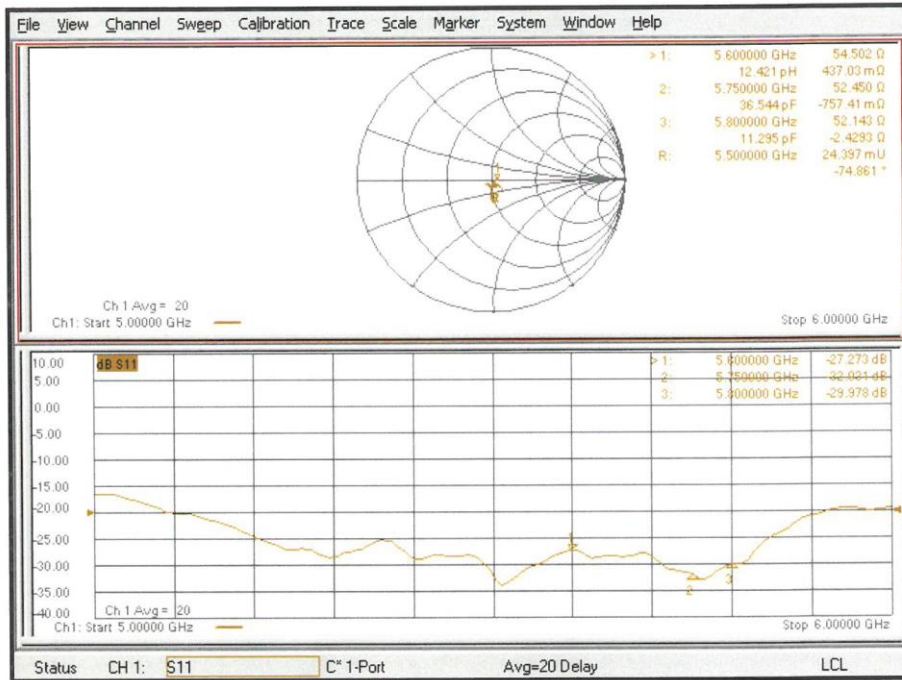 File View Channel Sweep Calibration Trace Scale Marker System Window Help
> 1: 5.600000 GHz 54.502 Ω
12.421 pH 437.03 mΩ
2: 5.750000 GHz 52.450 Ω
36.544 pF -757.41 mΩ
3: 5.800000 GHz 52.143 Ω
11.295 pF -2.4293 Ω
R: 5.500000 GHz 24.397 mU
-74.861 °
Ch 1 Avg = 20
Ch1: Start 5.00000 GHz
Stop 6.00000 GHz
10.00
5.00
0.00
-5.00
-10.00
-15.00
-20.00
-25.00
-30.00
-35.00
-40.00
dB S11
> 1: 5.600000 GHz -27.273 dB
2: 5.750000 GHz
3: 5.800000 GHz -29.978 dB
2
3
Ch 1 Avg = 20
Ch1: Start 5.00000 GHz
Stop 6.00000 GHz
Status CH 1: S11 C* 1-Port Avg=20 Delay LCL